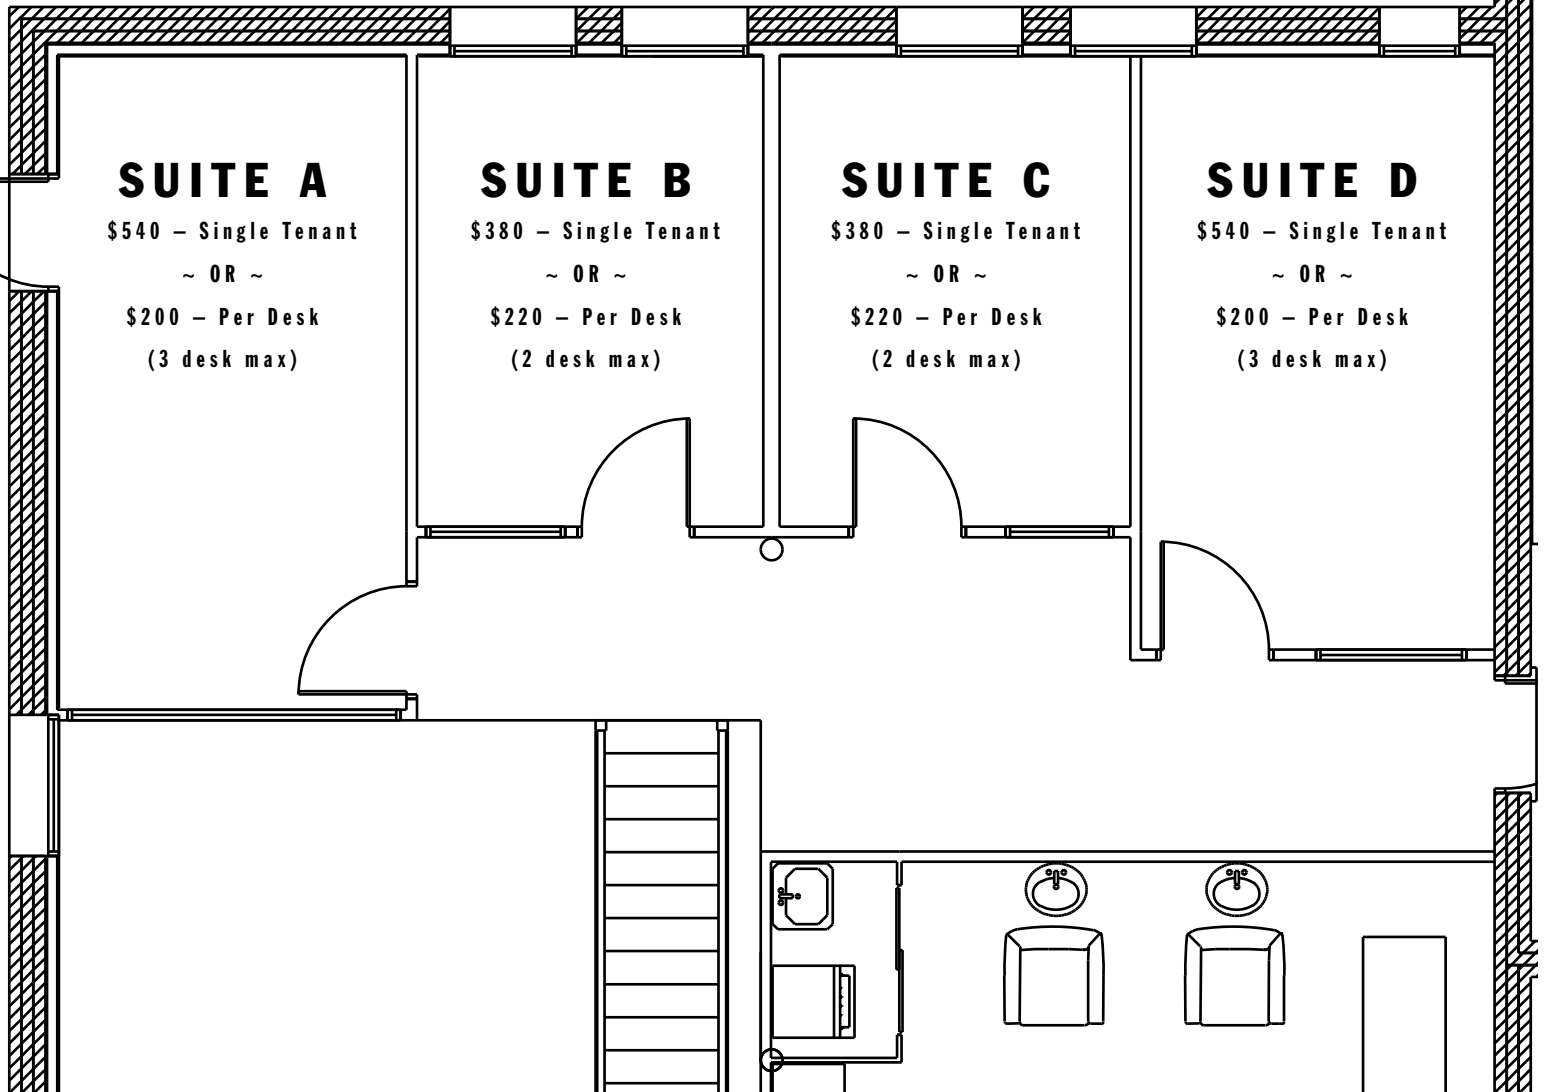 SUITE A
$540 – Single Tenant
~ OR ~
$200 – Per Desk
(3 desk max)
SUITE B
$380 – Single Tenant
~ OR ~
$220 – Per Desk
(2 desk max)
SUITE C
$380 – Single Tenant
~ OR ~
$220 – Per Desk
(2 desk max)
SUITE D
$540 – Single Tenant
~ OR ~
$200 – Per Desk
(3 desk max)